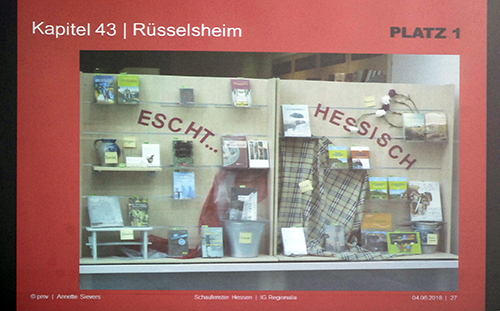 Kapitel 43 | Rüsselsheim
PLATZ 1
ESCHT...
HESSISCH
© pmv | Annette Sievers
Schaufenster Hessen | IG Regionalia
04.06.2018 | 27